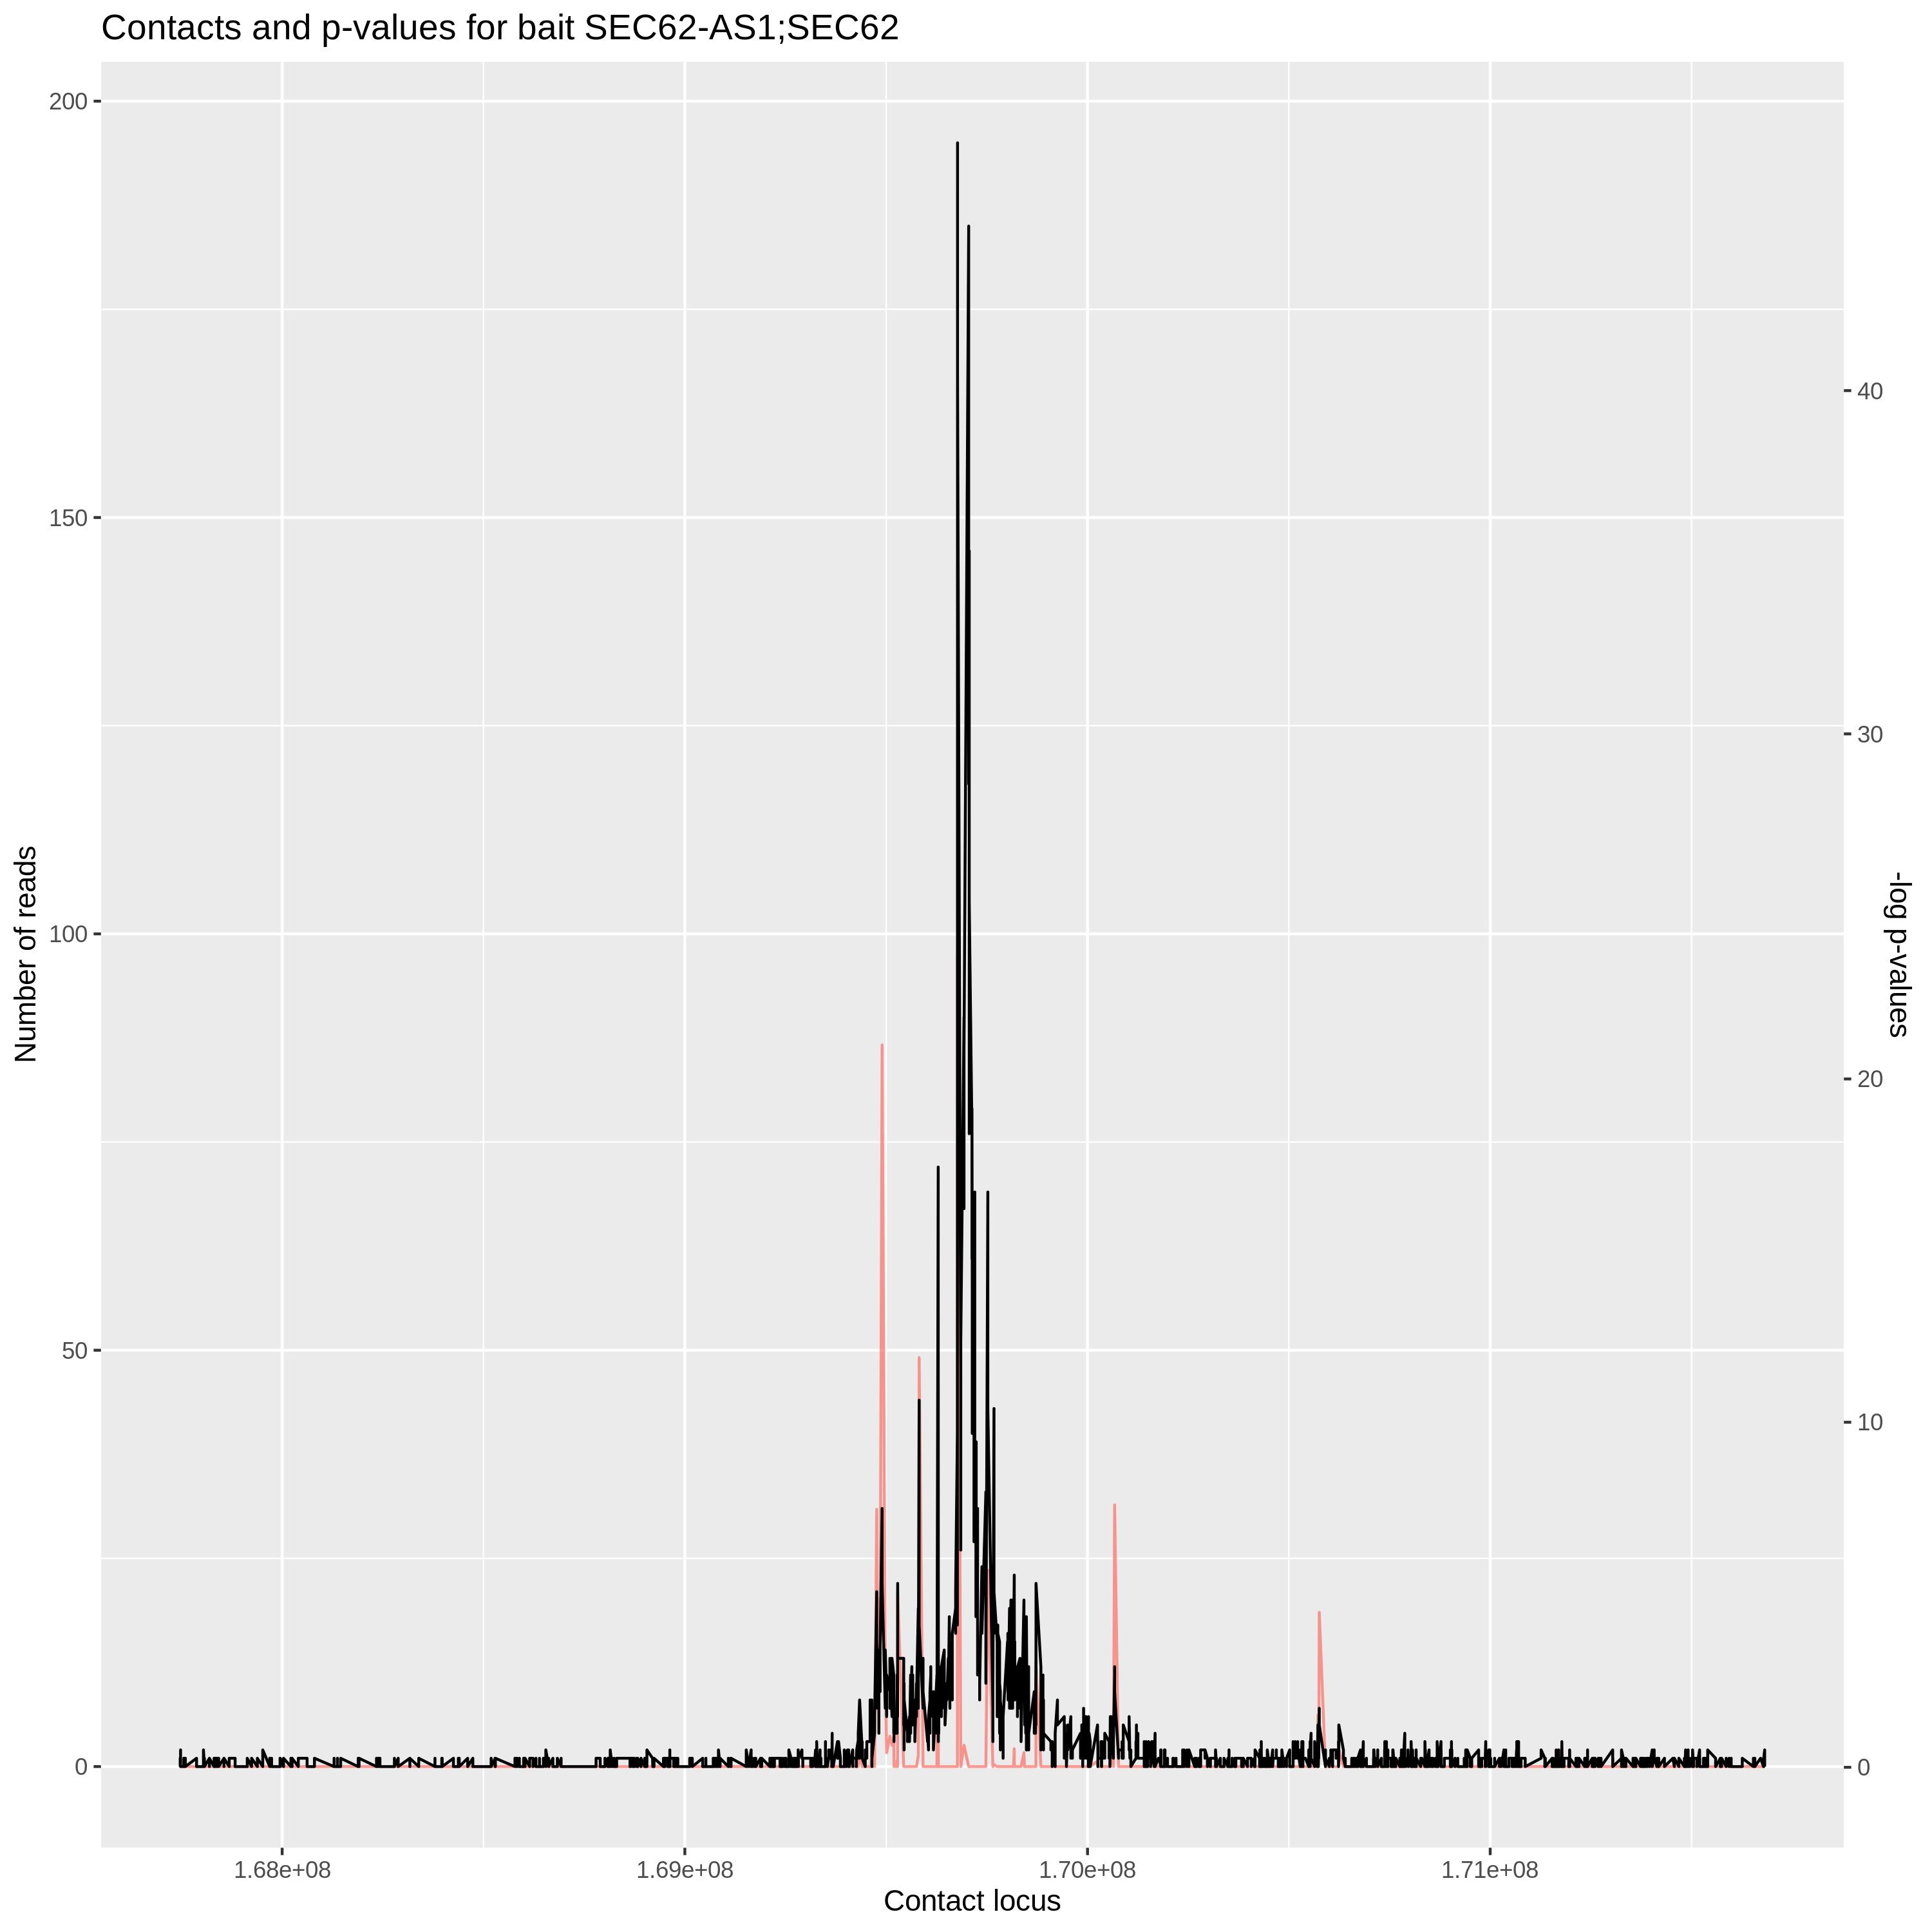 Contacts and p-values for bait SEC62-AS1;SEC62
200
150
100
50
0
Number of reads
40
30
20
10
0
-log p-values
1.68e+08
1.69e+08
1.70e+08
1.71e+08
Contact locus